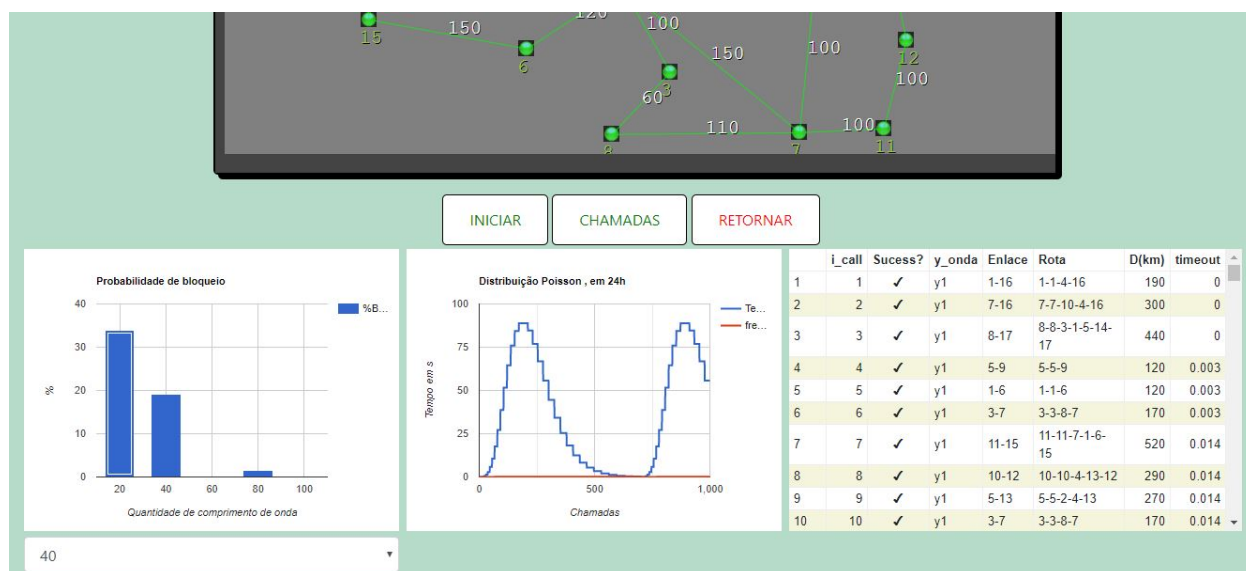 120
100
150
15
6
150
100
12
100
3
60
110
100
8
7
11
INICIAR
CHAMADAS
RETORNAR
Probabilidade de bloqueio
%B...
40
30
20
10
0
%
20 40 60 80 100
Quantidade de comprimento de onda
40
Distribuição Poisson , em 24h
Te...
fre...
100
75
50
25
0
Tempo em s
0 500 1,000
Chamadas
i_call Sucess? y_onda Enlace Rota D(km) timeout
1 1 ✓ y1 1-16 1-1-4-16 190 0
2 2 ✓ y1 7-16 7-7-10-4-16 300 0
3 3 ✓ y1 8-17 8-8-3-1-5-14-
17 440 0
4 4 ✓ y1 5-9 5-5-9 120 0.003
5 5 ✓ y1 1-6 1-1-6 120 0.003
6 6 ✓ y1 3-7 3-3-8-7 170 0.003
7 7 ✓ y1 11-15 11-11-7-1-6-
15 520 0.014
8 8 ✓ y1 10-12 10-10-4-13-12 290 0.014
9 9 ✓ y1 5-13 5-5-2-4-13 270 0.014
10 10 ✓ y1 3-7 3-3-8-7 170 0.014